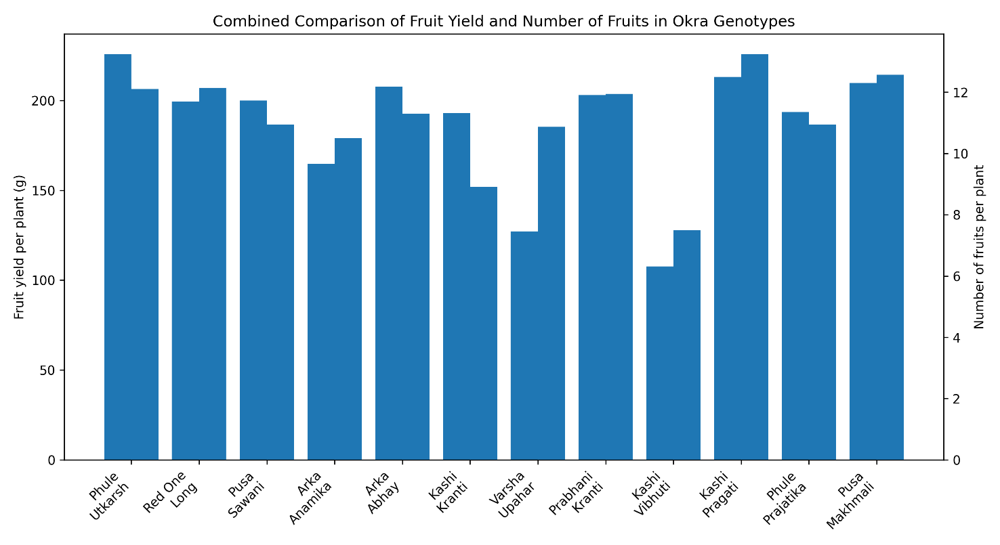 Combined Comparison of Fruit Yield and Number of Fruits in Okra Genotypes
Fruit yield per plant (g)
200
150
100
50
0
Number of fruits per plant
12
10
8
6
4
2
0
Phule
Utkarsh
Red One
Long
Pusa
Sawani
Arka
Anamika
Arka
Abhay
Kashi
Kranti
Varsha
Upahar
Prabhani
Kranti
Kashi
Vibhuti
Kashi
Pragati
Phule
Prajatika
Pusa
Makhmali